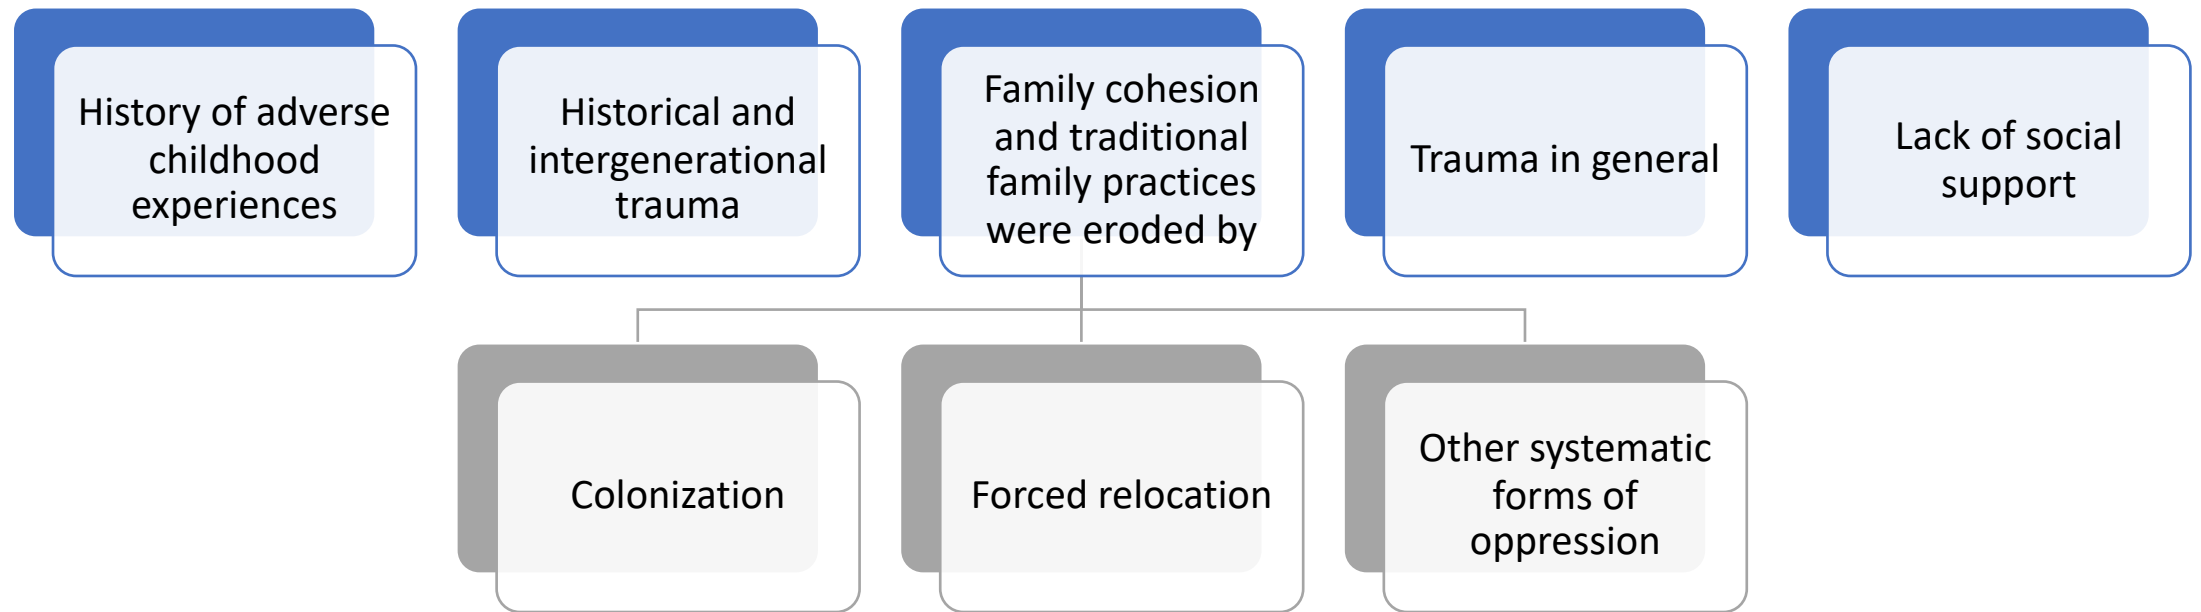 History of adverse
childhood
experiences
Historical and
intergenerational
trauma
Family cohesion
and traditional
family practices
were eroded by
Trauma in general
Lack of social
support
Colonization
Forced relocation
Other systematic
forms of
oppression